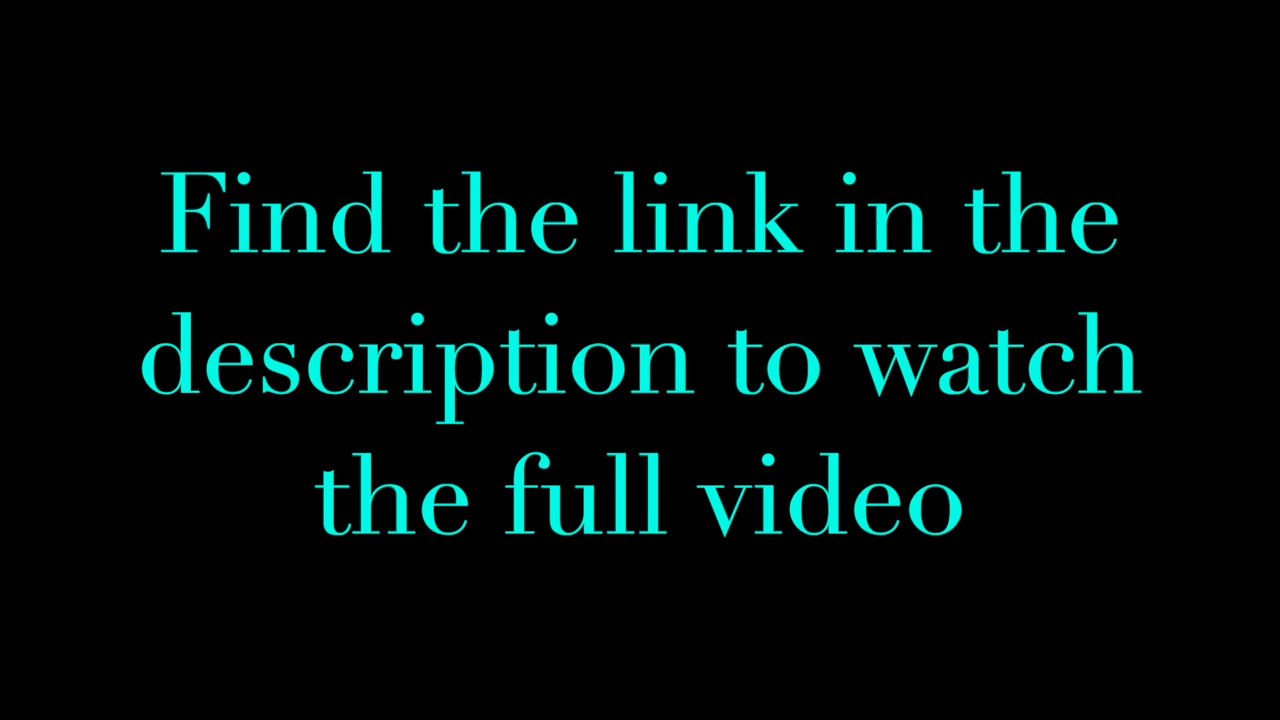 Find the link in the
description to watch
the full video